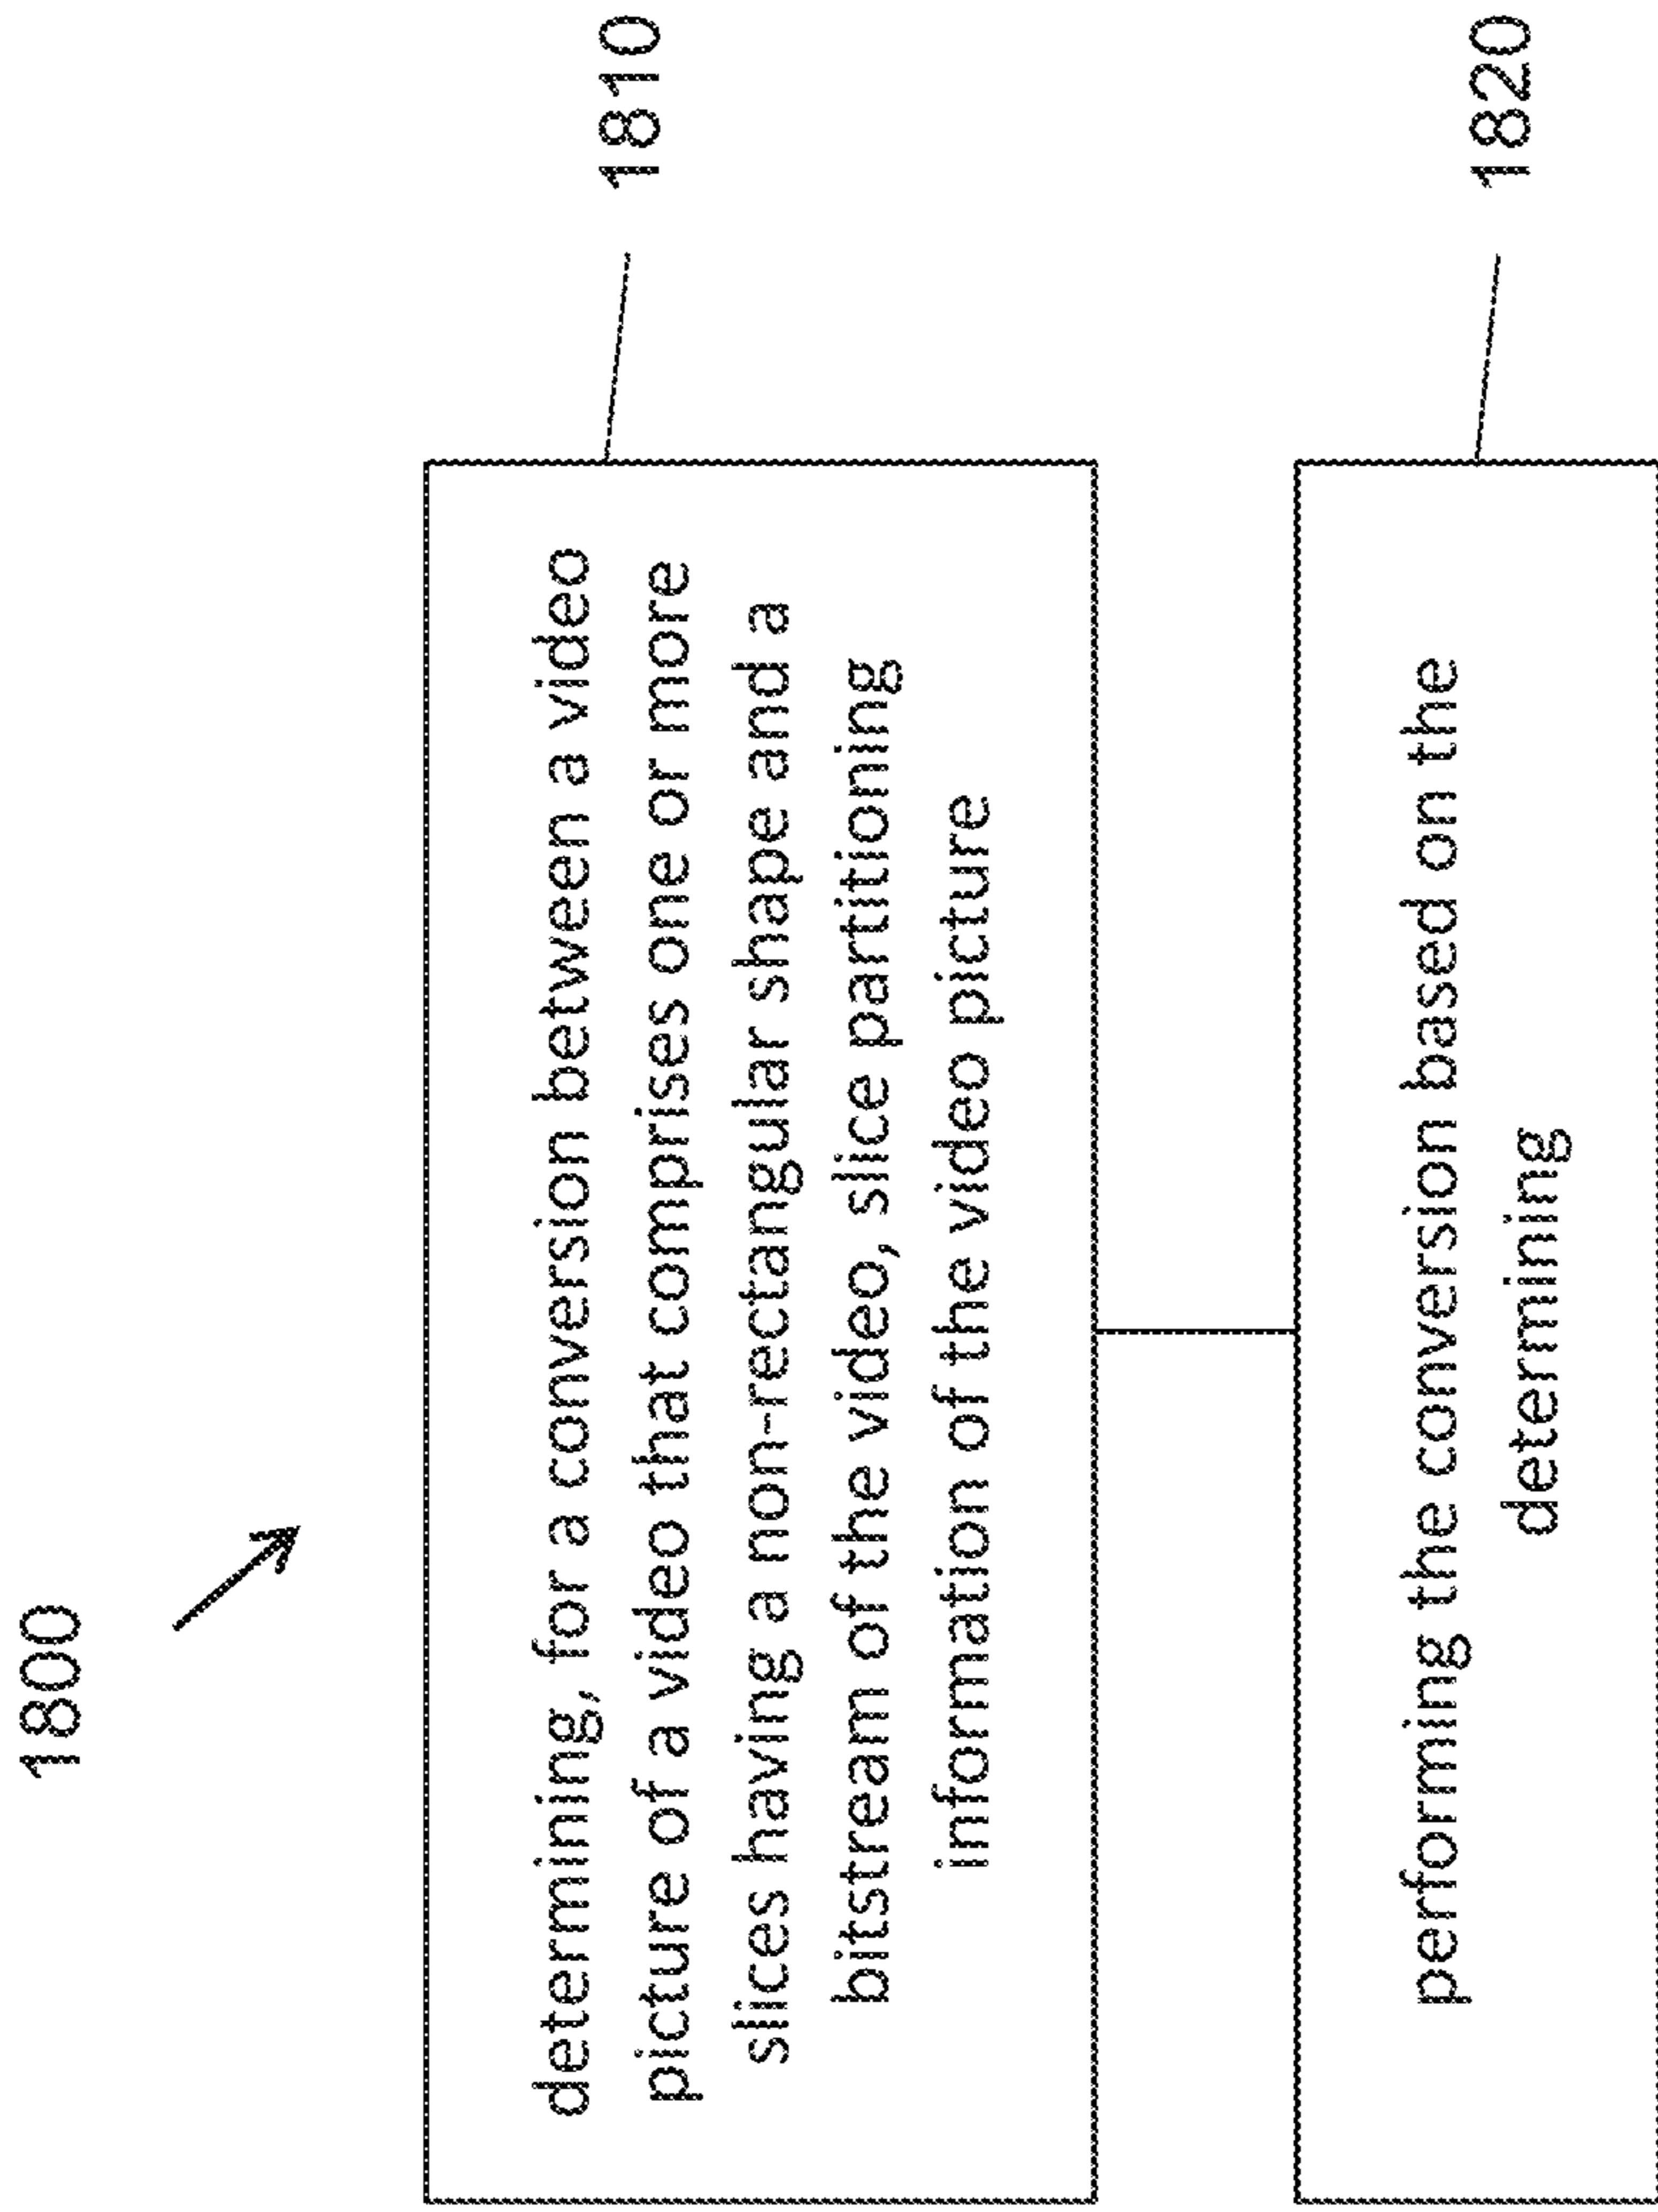 1800
determining, for a conversion between a video
picture of a video that comprises one or more
slices having a non-rectangular shape and a
bitstream of the video, slice partitioning
information of the video picture
1810
performing the conversion based on the
determining
1820